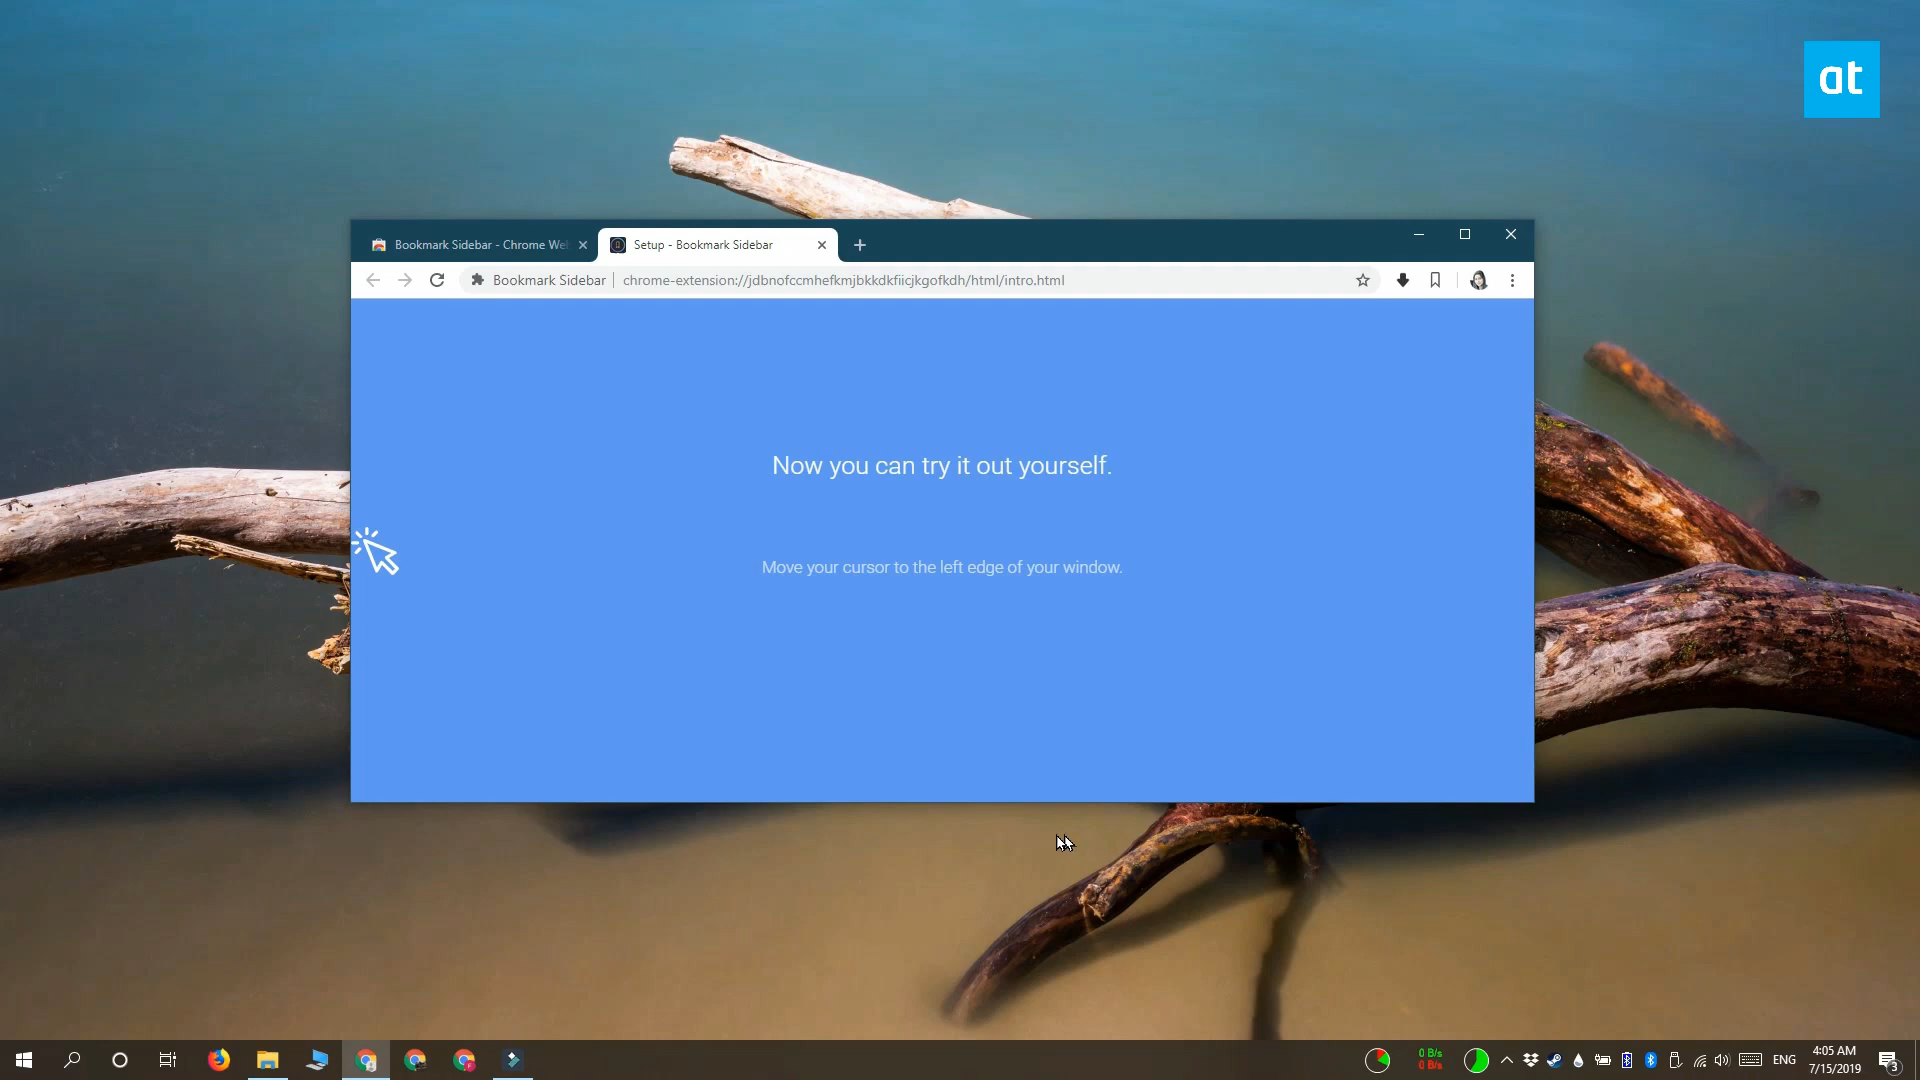 at
Bookmark Sidebar - Chrome We
Setup - Bookmark Sidebar
Bookmark Sidebar
chrome-extension://jdbnofccmhefkmjbkkdkfiicjkgofkdh/html/intro.html
Now you can try it out yourself.
Move your cursor to the left edge of your window.
0 B/s
0 B/s
ENG
4:05 AM
7/15/2019
3